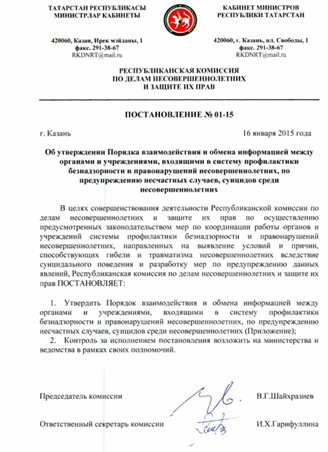 ТАТАРСТАН РЕСПУБЛИКАСЫ
МИНИСТРЛАР КАБИНЕТЫ
КАБИНЕТ МИНИСТРОВ
РЕСПУБЛИКИ ТАТАРСТАН
420060, Казан, Ирек мэйданы, 1
факс. 291-38-67
RKDNRT@mail.ru
420060, г. Казань, пл. Свободы, 1
факс. 291-38-67
RKDNRT@mail.ru
РЕСПУБЛИКАНСКАЯ КОМИССИЯ
ПО ДЕЛАМ НЕСОВЕРШЕННОЛЕТНИХ
И ЗАЩИТЕ ИХ ПРАВ
ПОСТАНОВЛЕНИЕ № 01-15
г. Казань
16 января 2015 года
Об утверждении Порядка взаимодействия и обмена информацией между
органами и учреждениями, входящими в систему профилактики
безнадзорности и правонарушений несовершеннолетних, по
предупреждению несчастных случаев, суицидов среди
несовершеннолетних
В целях совершенствования деятельности Республиканской комиссии по
делам несовершеннолетних и защите их прав по осуществлению
предусмотренных законодательством мер по координации работы органов и
учреждений системы профилактики безнадзорности и правонарушений
несовершеннолетних, направленных на выявление условий и причин,
способствующих гибели и травматизма несовершеннолетних вследствие
суицидального поведения и разработку мер по предупреждению данных
явлений, Республиканская комиссия по делам несовершеннолетних и защите их
прав ПОСТАНОВЛЯЕТ:
1. Утвердить Порядок взаимодействия и обмена информацией между
органами и учреждениями, входящими в систему профилактики
безнадзорности и правонарушений несовершеннолетних, по предупреждению
несчастных случаев, суицидов среди несовершеннолетних (Приложение);
2. Контроль за исполнением постановления возложить на министерства и
ведомства в рамках своих полномочий.
Председатель комиссии
В.Г.Шайхразиев
Ответственный секретарь комиссии
И.Х.Гарифуллина